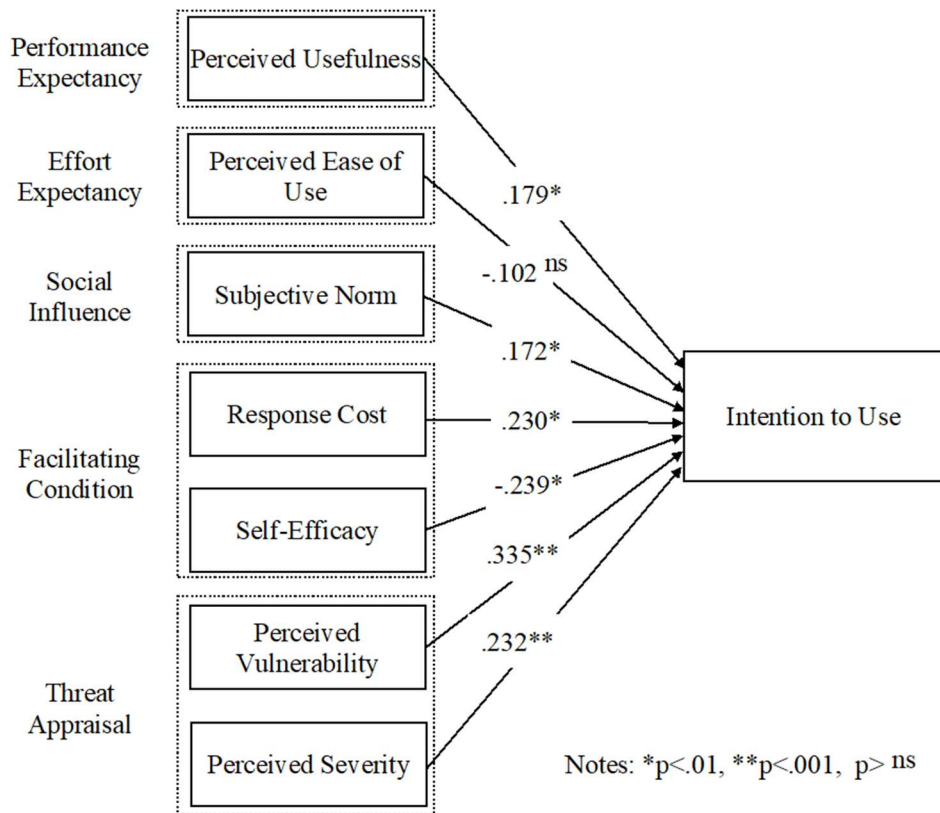 Performance
Expectancy
Perceived Usefulness
Effort
Expectancy
Perceived Ease of
Use
.179*
-.102 ns
Social
Influence
Subjective Norm
.172*
Response Cost
.230*
Intention to Use
Facilitating
Condition
-.239*
Self-Efficacy
.335**
Perceived
Vulnerability
.232**
Threat
Appraisal
Perceived Severity
Notes: *p<.01, **p<.001, p> ns